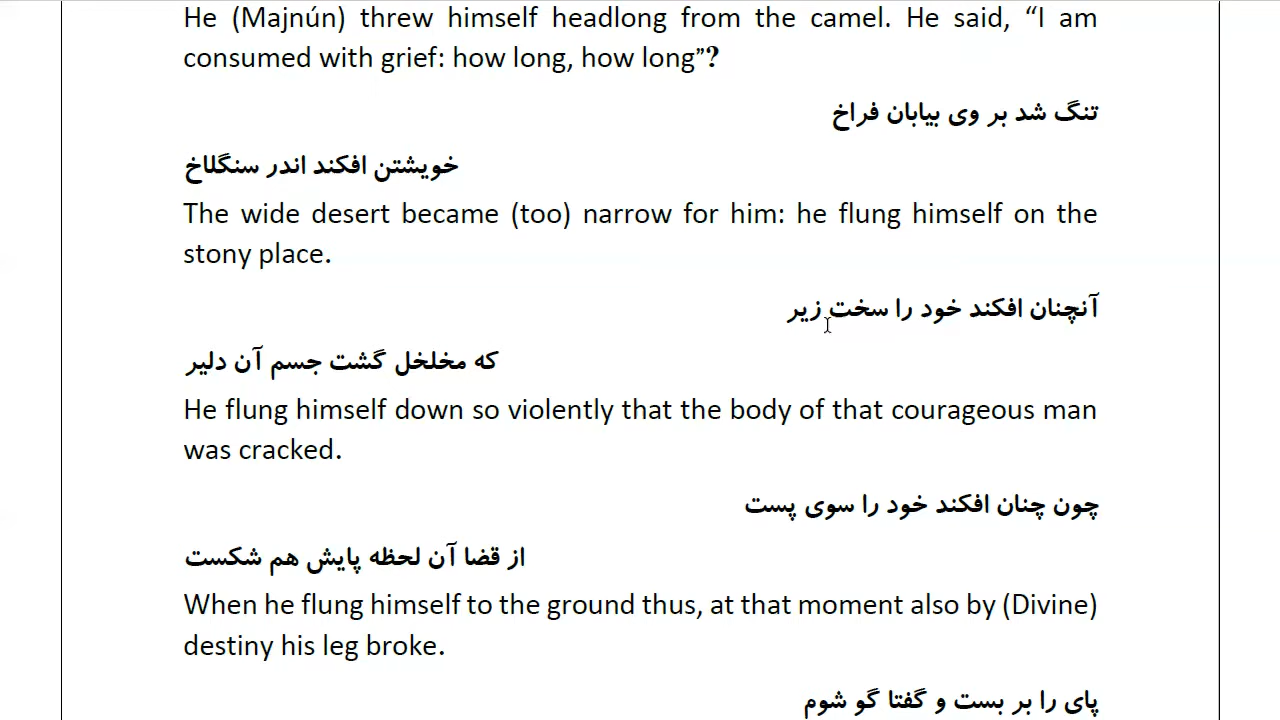 He (Majnún) threw himself headlong from the camel. He said, “I am
consumed with grief: how long, how long”?
تنگ شد بر وی بیابان فراخ
خویشتن افکند اندر سنگلاخ
The wide desert became (too) narrow for him: he flung himself on the
stony place.
آنچنان افکند خود را سخت زیر
که مخلخل گشت جسم آن دلیر
He flung himself down so violently that the body of that courageous man
was cracked.
چون چنان افکند خود را سوی پست
از قضا آن لحظه پایش هم شکست
When he flung himself to the ground thus, at that moment also by (Divine)
destiny his leg broke.
پای را بر بست و گفتا گو شوم